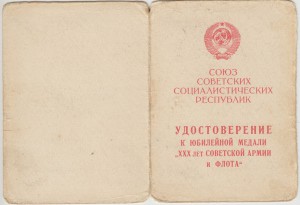 СОЮЗ
СОВЕТСКИХ
СОЦИАЛИСТИЧЕСКИХ
РЕСПУБЛИК
УДОСТОВЕРЕНИЕ
К ЮБИЛЕЙНОЙ МЕДАЛИ
„XXX ЛЕТ СОВЕТСКОЙ АРМИИ
И ФЛОТА“